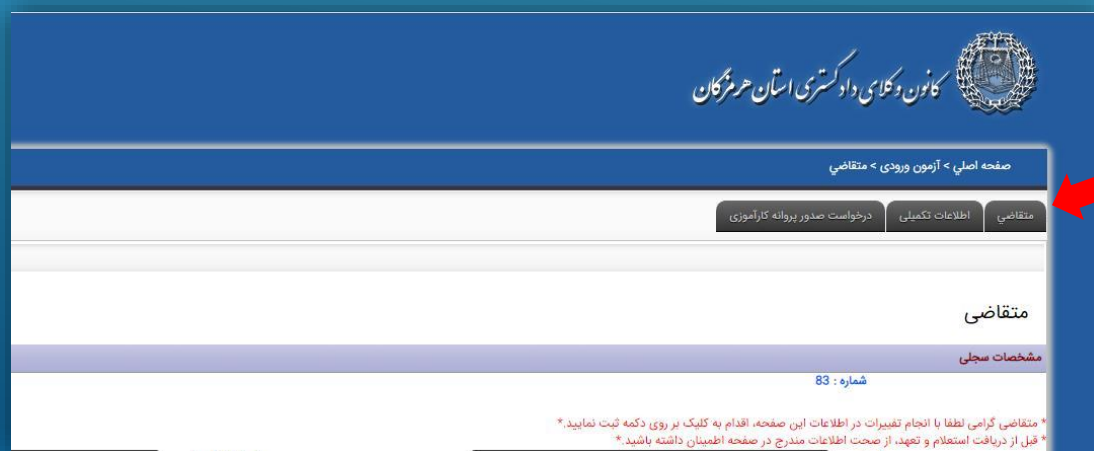 کانون وکلای دادگستری استان هرمزگان
صفحه اصلي > آزمون ورودی > متقاضي
متقاضي اطلاعات تکمیلی درخواست صدور پروانه کارآموزی
متقاضی
مشخصات سجلی
شماره : 83
* متقاضی گرامی لطفا با انجام تغییرات در اطلاعات این صفحه، اقدام به کلیک بر روی دکمه ثبت نمایید.*
* قبل از دریافت استعلام و تعهد، از صحت اطلاعات مندرج در صفحه اطمینان داشته باشید.*